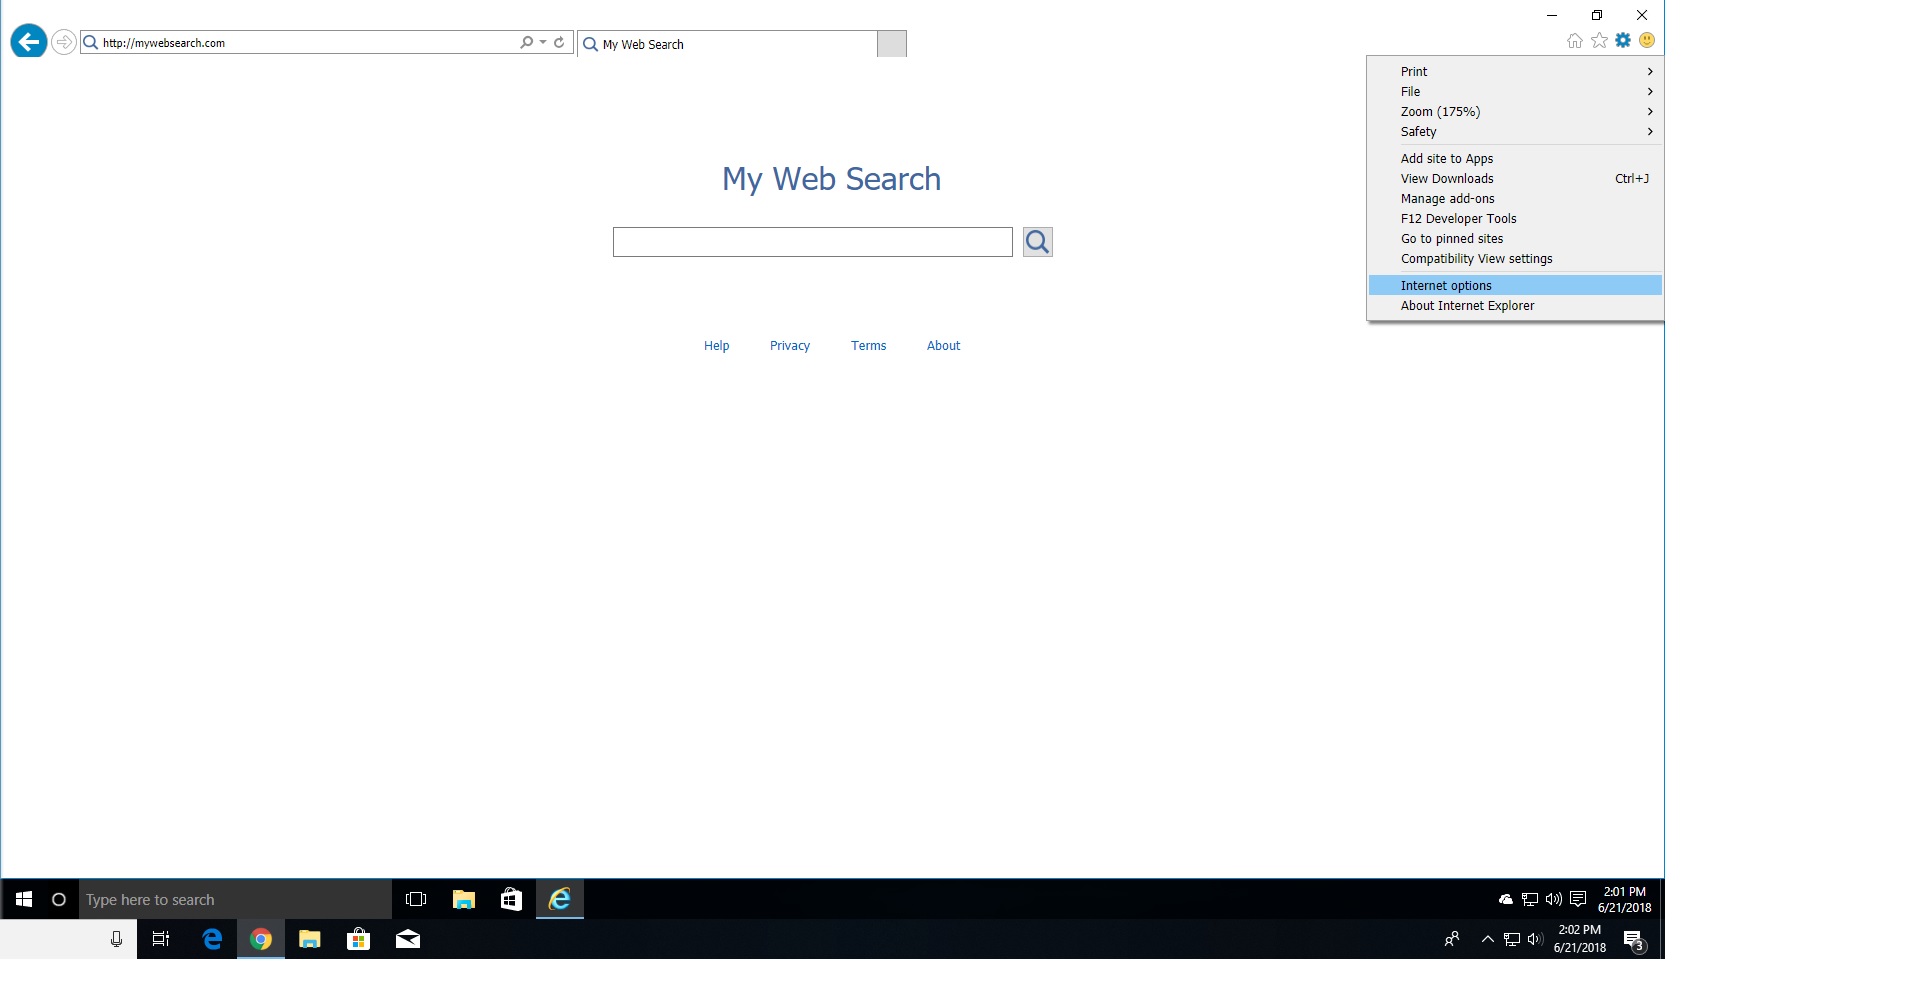 http://mywebsearch.com
My Web Search
Print
File
Zoom (175%)
Safety
Add site to Apps
View Downloads Ctrl+J
Manage add-ons
F12 Developer Tools
Go to pinned sites
Compatibility View settings
Internet options
About Internet Explorer
My Web Search
Help Privacy Terms About
Type here to search
2:01 PM
6/21/2018
2:02 PM
6/21/2018
3